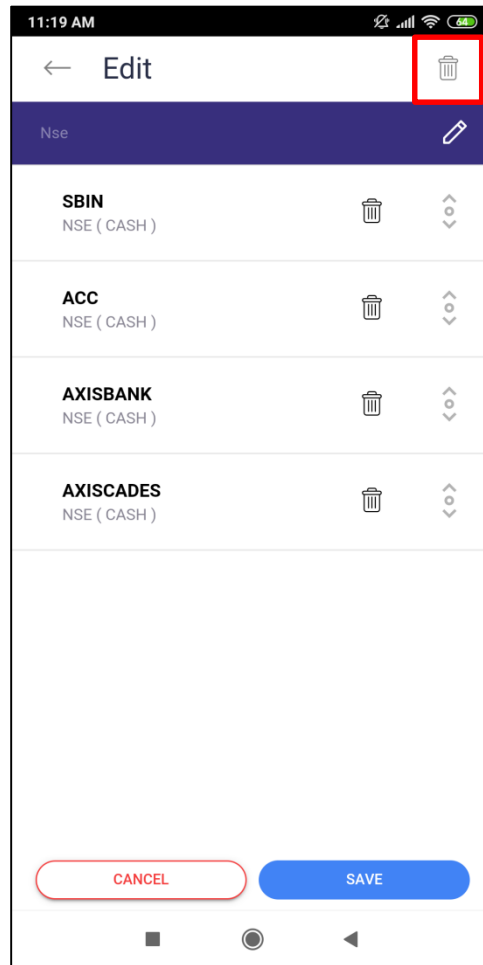 11:19 AM 64
Edit
Nse
SBIN
NSE ( CASH )
ACC
NSE ( CASH )
AXISBANK
NSE ( CASH )
AXISCADES
NSE ( CASH )
CANCEL SAVE